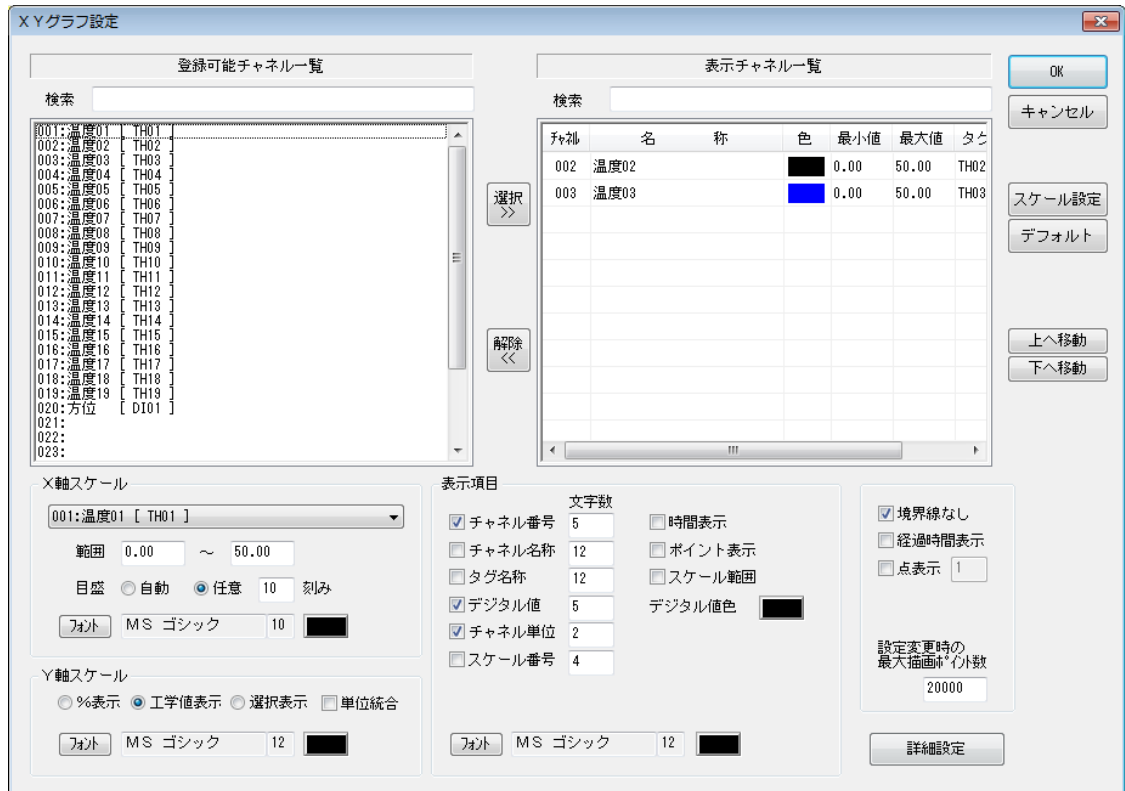 ＸＹグラフ設定
登録可能チャネル一覧
検索
001:温度01 [ TH01 ]
002:温度02 [ TH02 ]
003:温度03 [ TH03 ]
004:温度04 [ TH04 ]
005:温度05 [ TH05 ]
006:温度06 [ TH06 ]
007:温度07 [ TH07 ]
008:温度08 [ TH08 ]
009:温度09 [ TH09 ]
010:温度10 [ TH10 ]
011:温度11 [ TH11 ]
012:温度12 [ TH12 ]
013:温度13 [ TH13 ]
014:温度14 [ TH14 ]
015:温度15 [ TH15 ]
016:温度16 [ TH16 ]
017:温度17 [ TH17 ]
018:温度18 [ TH18 ]
019:温度19 [ TH19 ]
020:方位 [ DI01 ]
021:
022:
023:
選択
>>
解除
<<
表示チャネル一覧
検索
ﾁｬﾈﾙ 名 称 色 最小値 最大値 タグ
002 温度02 0.00 50.00 TH02
003 温度03 0.00 50.00 TH03
OK
キャンセル
スケール設定
デフォルト
上へ移動
下へ移動
Ｘ軸スケール
001:温度01 [ TH01 ]
範囲 0.00 ～ 50.00
目盛 自動 任意 10 刻み
ﾌｫﾝﾄ ＭＳ ゴシック 10
Ｙ軸スケール
%表示 工学値表示 選択表示 単位統合
ﾌｫﾝﾄ ＭＳ ゴシック 12
表示項目
文字数
チャネル番号 5 時間表示
チャネル名称 12 ポイント表示
タグ名称 12 スケール範囲
デジタル値 5 デジタル値色
チャネル単位 2
スケール番号 4
ﾌｫﾝﾄ ＭＳ ゴシック 12
境界線なし
経過時間表示
点表示 1
設定変更時の
最大描画ﾎﾟｲﾝﾄ数
20000
詳細設定